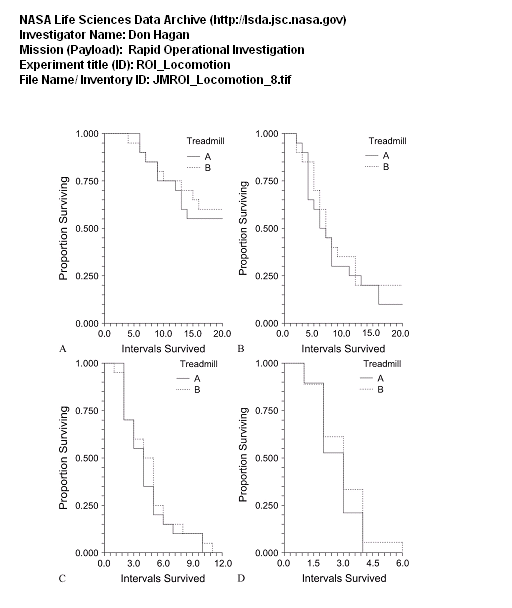 NASA Life Sciences Data Archive (http://lsda.jsc.nasa.gov)
Investigator Name: Don Hagan
Mission (Payload): Rapid Operational Investigation
Experiment title (ID): ROI_Locomotion
File Name/ Inventory ID: JMROI_Locomotion_8.tif
1.000
0.750
0.500
0.250
0.000
Proportion Surviving
Treadmill
A
B
0.0 5.0 10.0 15.0 20.0
Intervals Survived
A
1.000
0.750
0.500
0.250
0.000
Proportion Surviving
Treadmill
A
B
0.0 5.0 10.0 15.0 20.0
Intervals Survived
B
1.000
0.750
0.500
0.250
0.000
Proportion Surviving
Treadmill
A
B
0.0 3.0 6.0 9.0 12.0
Intervals Survived
C
1.000
0.750
0.500
0.250
0.000
Proportion Surviving
Treadmill
A
B
0.0 1.5 3.0 4.5 6.0
Intervals Survived
D